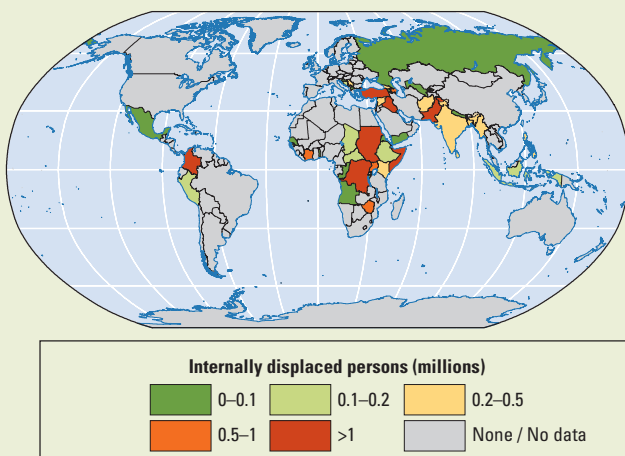 Internally displaced persons (millions)
0–0.1 0.1–0.2 0.2–0.5
0.5–1 >1 None / No data